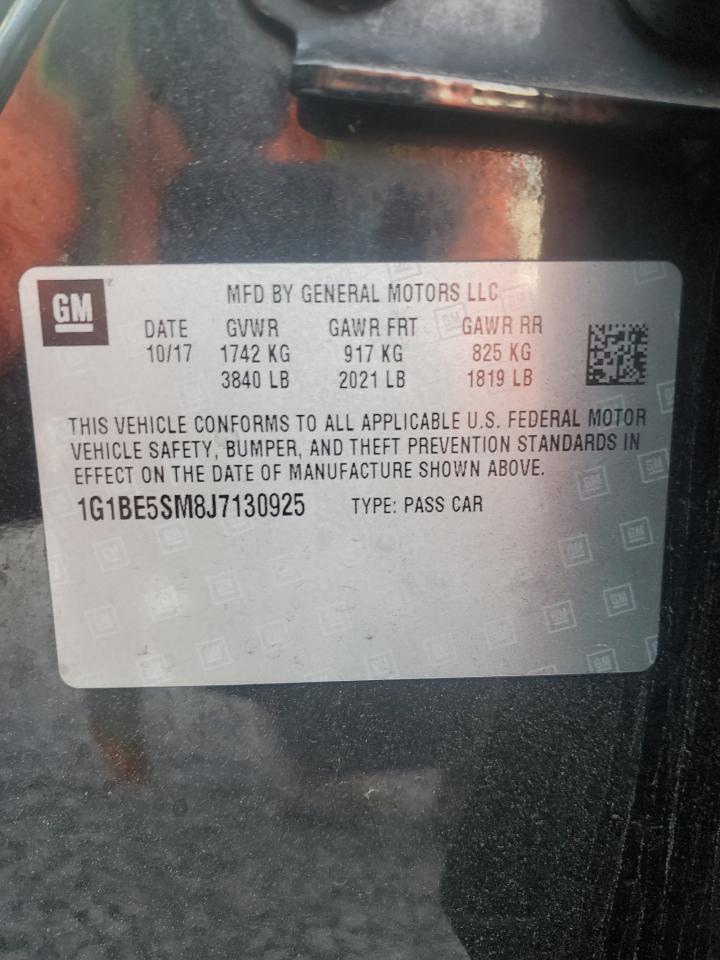 GM
MFD BY GENERAL MOTORS LLC
DATE GVWR GAWR FRT GAWR RR
10/17 1742 KG 917 KG 825 KG
3840 LB 2021 LB 1819 LB
THIS VEHICLE CONFORMS TO ALL APPLICABLE U.S. FEDERAL MOTOR
VEHICLE SAFETY, BUMPER, AND THEFT PREVENTION STANDARDS IN
EFFECT ON THE DATE OF MANUFACTURE SHOWN ABOVE.
1G1BE5SM8J7130925 TYPE: PASS CAR